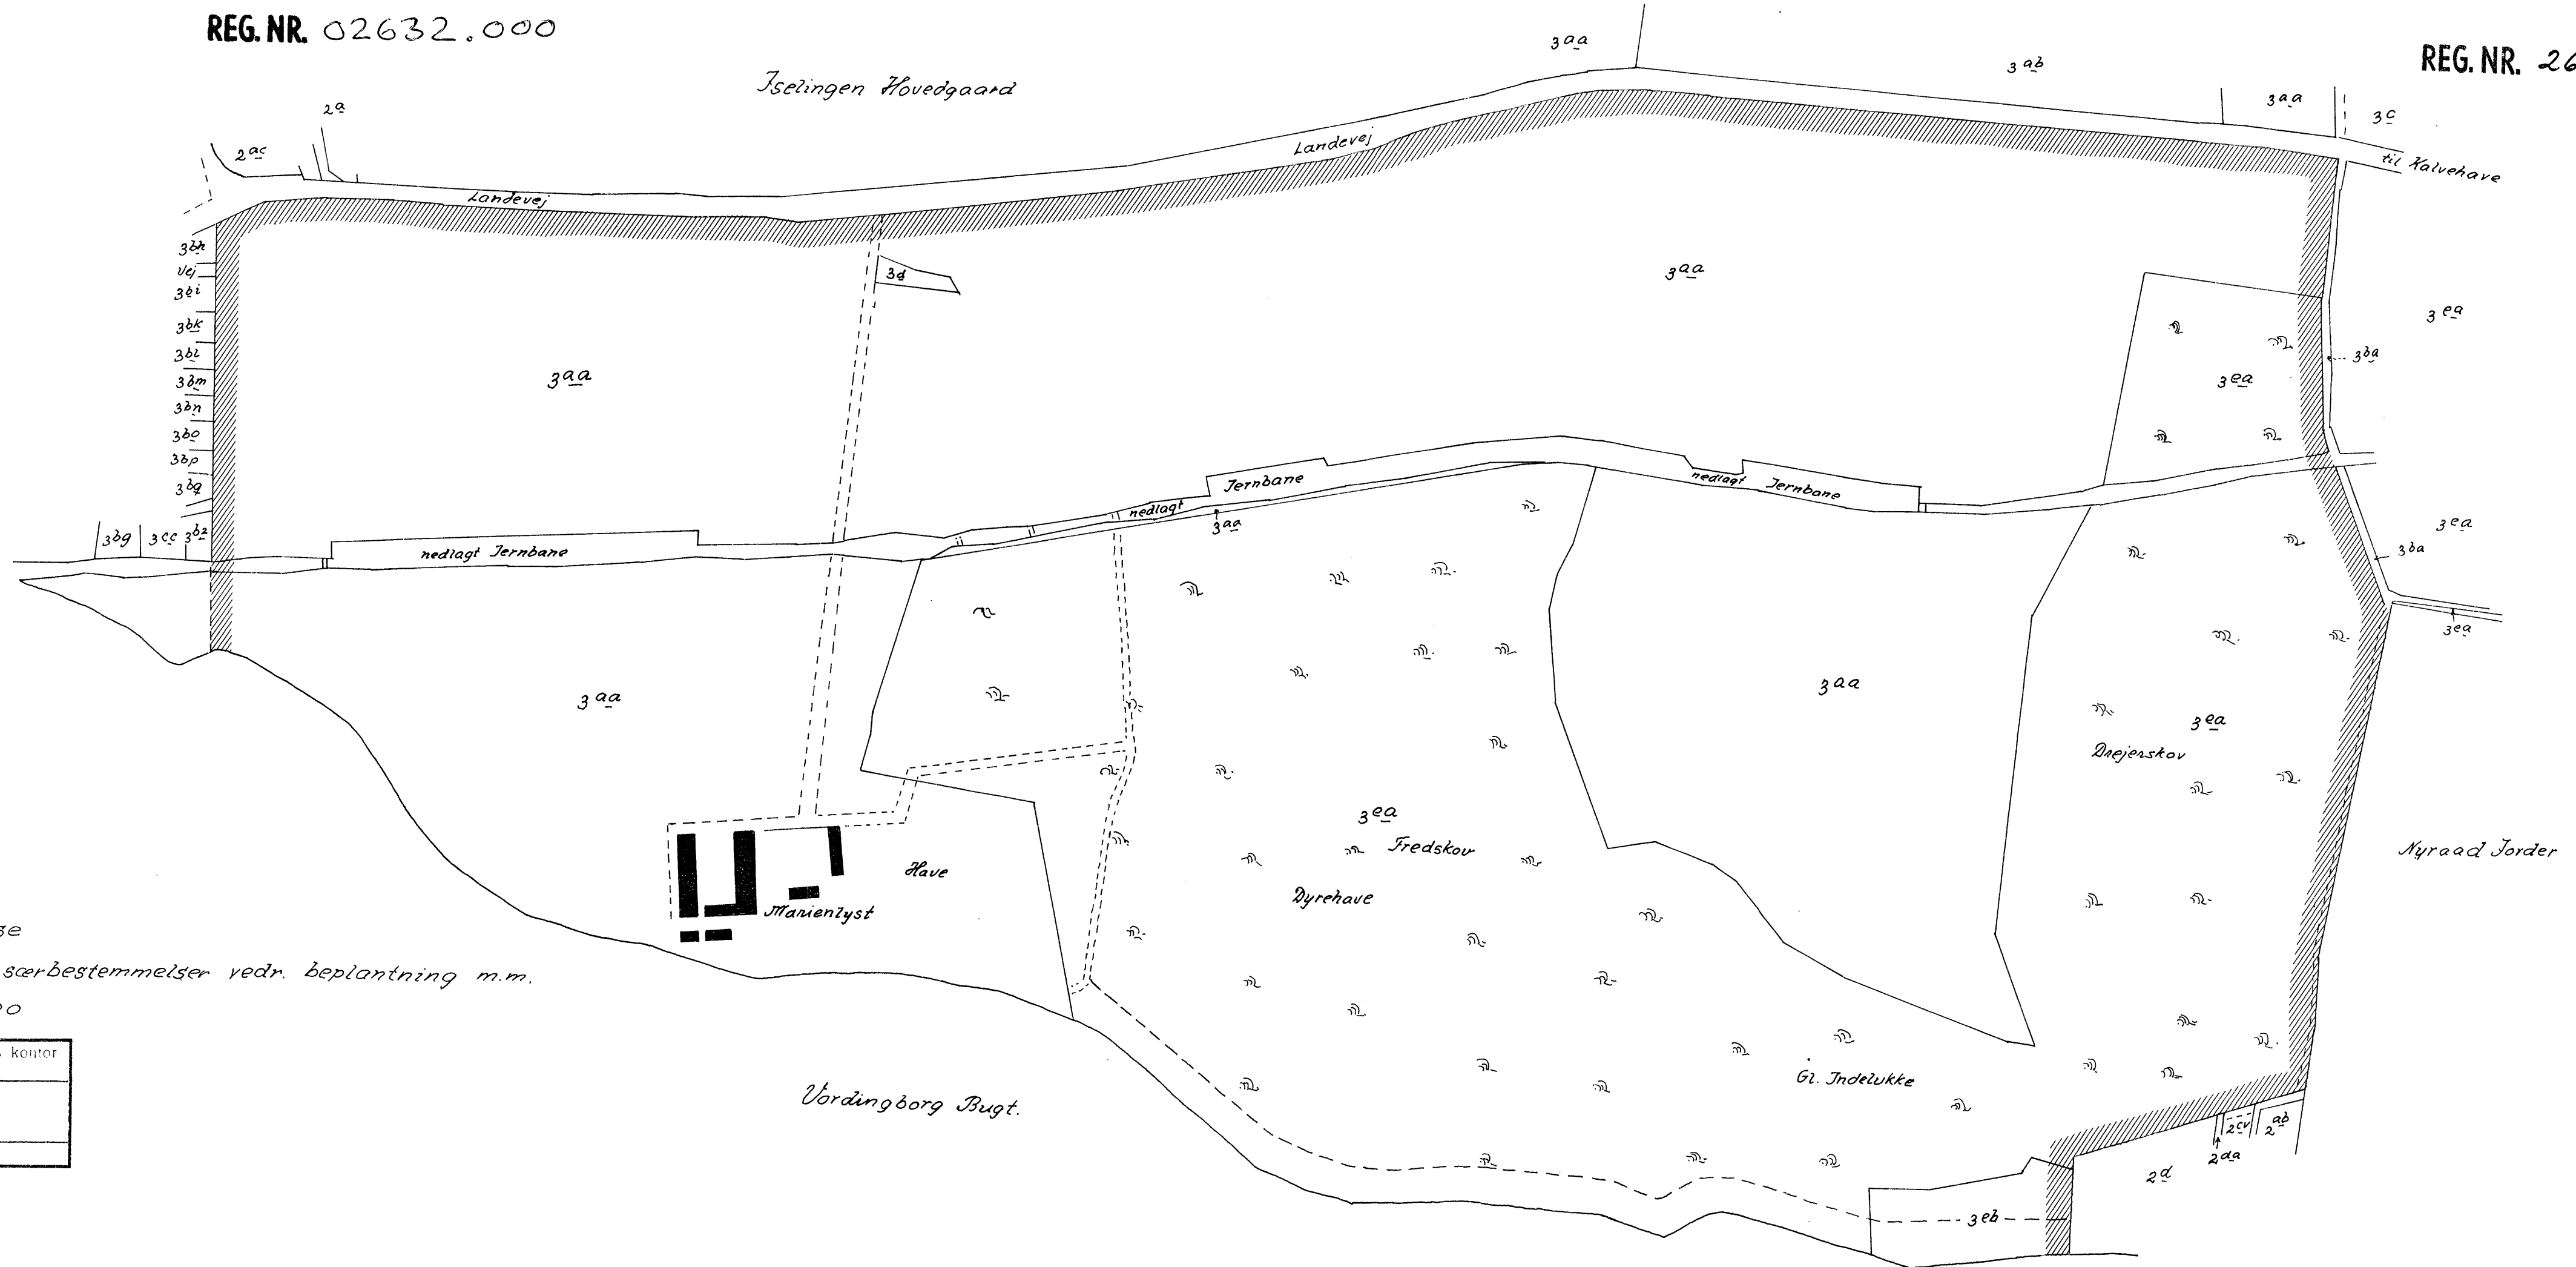 REG. NR. 02632.000
REG. NR. 26
Iselingen Hovedgaard
3aa
3ab
3aa
3c
2a
2ac
Landevej
Landevej
til Kalvehave
3bh
Vej
3bi
3bk
3bl
3bm
3bn
3bo
3bp
3bq
3bg
3cc
3bz
3d
3aa
3aa
3ea
3ea
3ba
nedlagt Jernbane
nedlagt
Jernbane
nedlagt Jernbane
3aa
3ea
3ba
3ea
3aa
3aa
3ea
Drejerskov
3ea
Fredskov
Dyrehave
Have
Marienlyst
Nyraad Jorder
særbestemmelser vedr. beplantning m.m.
kontor
Vordingborg Bugt.
Gl. Indelukke
2cv
2ab
2da
2d
3eb